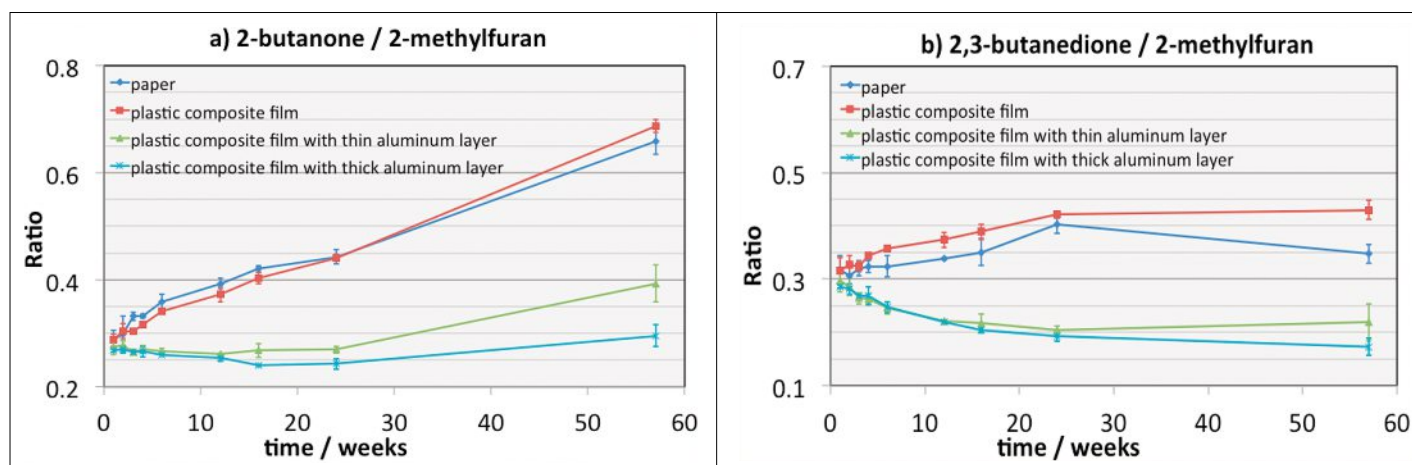 a) 2-butanone / 2-methylfuran
0.8
paper
plastic composite film
plastic composite film with thin aluminum layer
plastic composite film with thick aluminum layer
0.6
Ratio
0.4
0.2
0 10 20 30 40 50 60
time / weeks
b) 2,3-butanedione / 2-methylfuran
0.7
paper
plastic composite film
plastic composite film with thin aluminum layer
plastic composite film with thick aluminum layer
0.5
Ratio
0.3
0.1
0 10 20 30 40 50 60
time / weeks